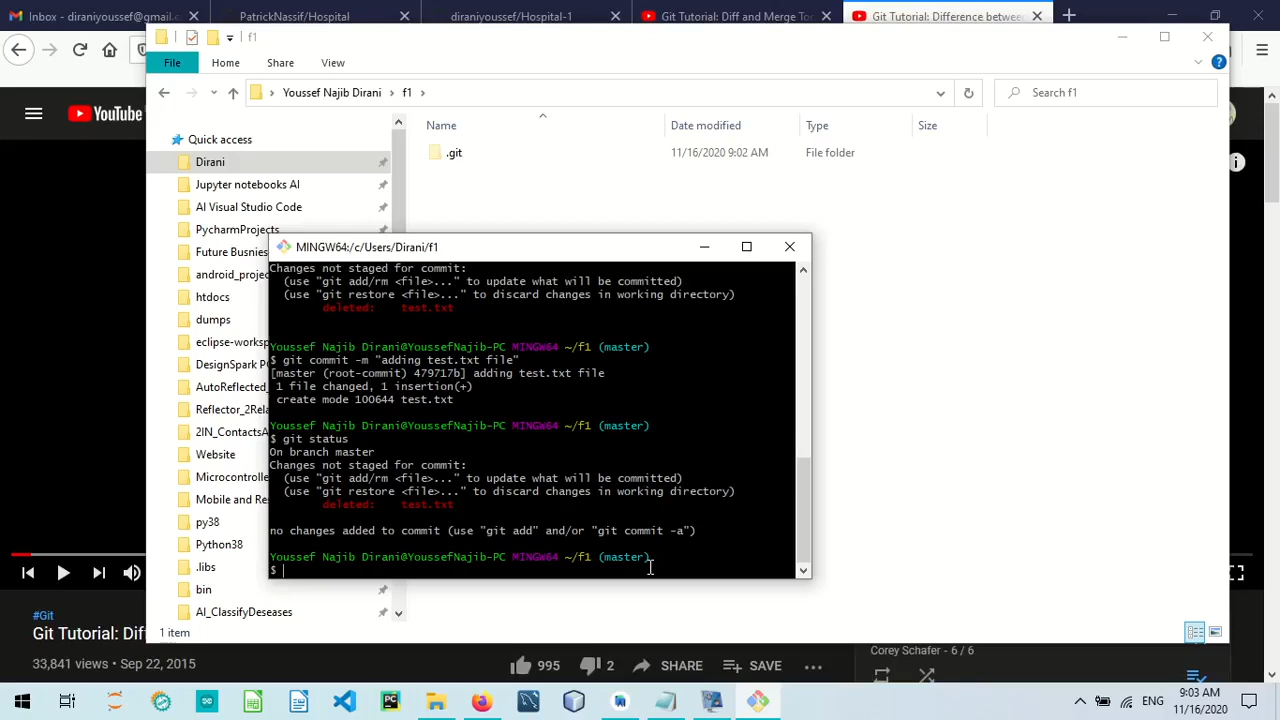 Inbox - diraniyoussef@gmail.c
PatrickNassif/Hospital
diraniyoussef/Hospital-1
Git Tutorial: Diff and Merge To
Git Tutorial: Difference betwee
f1
File
Home
Share
View
Youssef Najib Dirani
f1
Search f1
YouTube
Name
Date modified
Type
Size
Quick access
.git
11/16/2020 9:02 AM
File folder
Dirani
Jupyter notebooks AI
AI Visual Studio Code
PycharmProjects
Future Busnies
android_projec
htdocs
dumps
eclipse-worksp
DesignSpark PC
AutoReflected_
Reflector_2Rela
2IN_ContactsA
Website
Microcontrolle
Mobile and Res
py38
Python38
.libs
bin
AI_ClassifyDeseases
1 item
MINGW64:/c/Users/Dirani/f1
Changes not staged for commit:
(use "git add/rm <file>..." to update what will be committed)
(use "git restore <file>..." to discard changes in working directory)
deleted: test.txt
Youssef Najib Dirani@YoussefNajib-PC MINGW64 ~/f1 (master)
$ git commit -m "adding test.txt file"
[master (root-commit) 479717b] adding test.txt file
1 file changed, 1 insertion(+)
create mode 100644 test.txt
Youssef Najib Dirani@YoussefNajib-PC MINGW64 ~/f1 (master)
$ git status
On branch master
Changes not staged for commit:
(use "git add/rm <file>..." to update what will be committed)
(use "git restore <file>..." to discard changes in working directory)
deleted: test.txt
no changes added to commit (use "git add" and/or "git commit -a")
Youssef Najib Dirani@YoussefNajib-PC MINGW64 ~/f1 (master)
$
#Git
Git Tutorial: Dif
33,841 views • Sep 22, 2015
995
2
SHARE
SAVE
Corey Schafer - 6 / 6
ENG
9:03 AM
11/16/2020